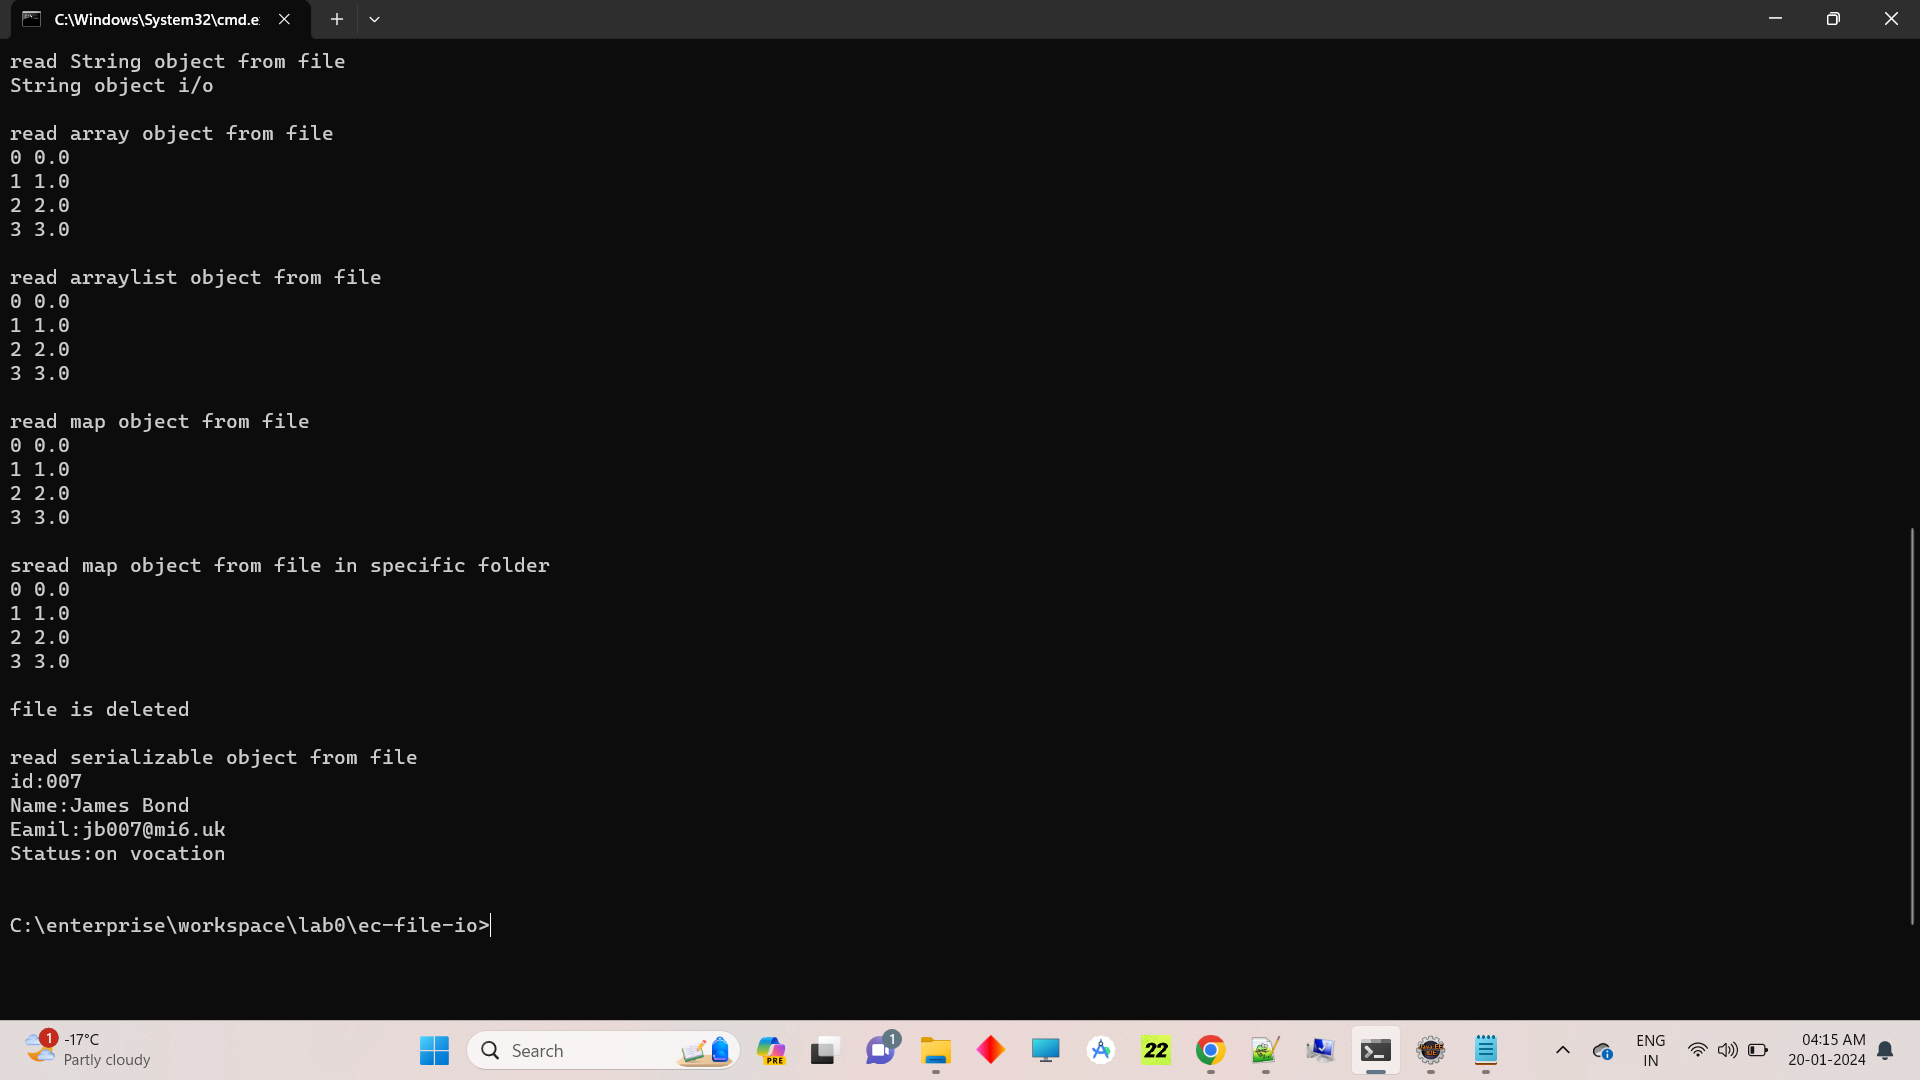 C:\Windows\System32\cmd.e
read String object from file
String object i/o
read array object from file
0 0.0
1 1.0
2 2.0
3 3.0
read arraylist object from file
0 0.0
1 1.0
2 2.0
3 3.0
read map object from file
0 0.0
1 1.0
2 2.0
3 3.0
sread map object from file in specific folder
0 0.0
1 1.0
2 2.0
3 3.0
file is deleted
read serializable object from file
id:007
Name:James Bond
Eamil:jb007@mi6.uk
Status:on vocation
C:\enterprise\workspace\lab0\ec-file-io>
1
-17°C
Partly cloudy
Search
PRE
1
22
ENG
IN
04:15 AM
20-01-2024